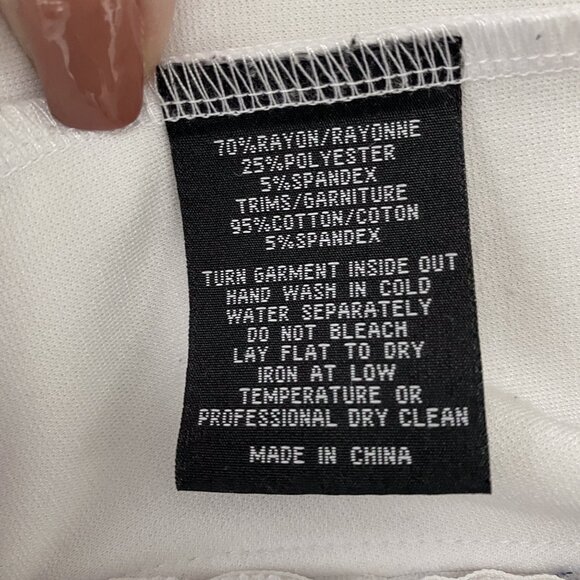 70%RAYON/RAYONNE
25%POLYESTER
5%SPANDEX
TRIMS/GARNITURE
95%COTTON/COTON
5%SPANDEX
TURN GARMENT INSIDE OUT
HAND WASH IN COLD
WATER SEPARATELY
DO NOT BLEACH
LAY FLAT TO DRY
IRON AT LOW
TEMPERATURE OR
PROFESSIONAL DRY CLEAN
MADE IN CHINA